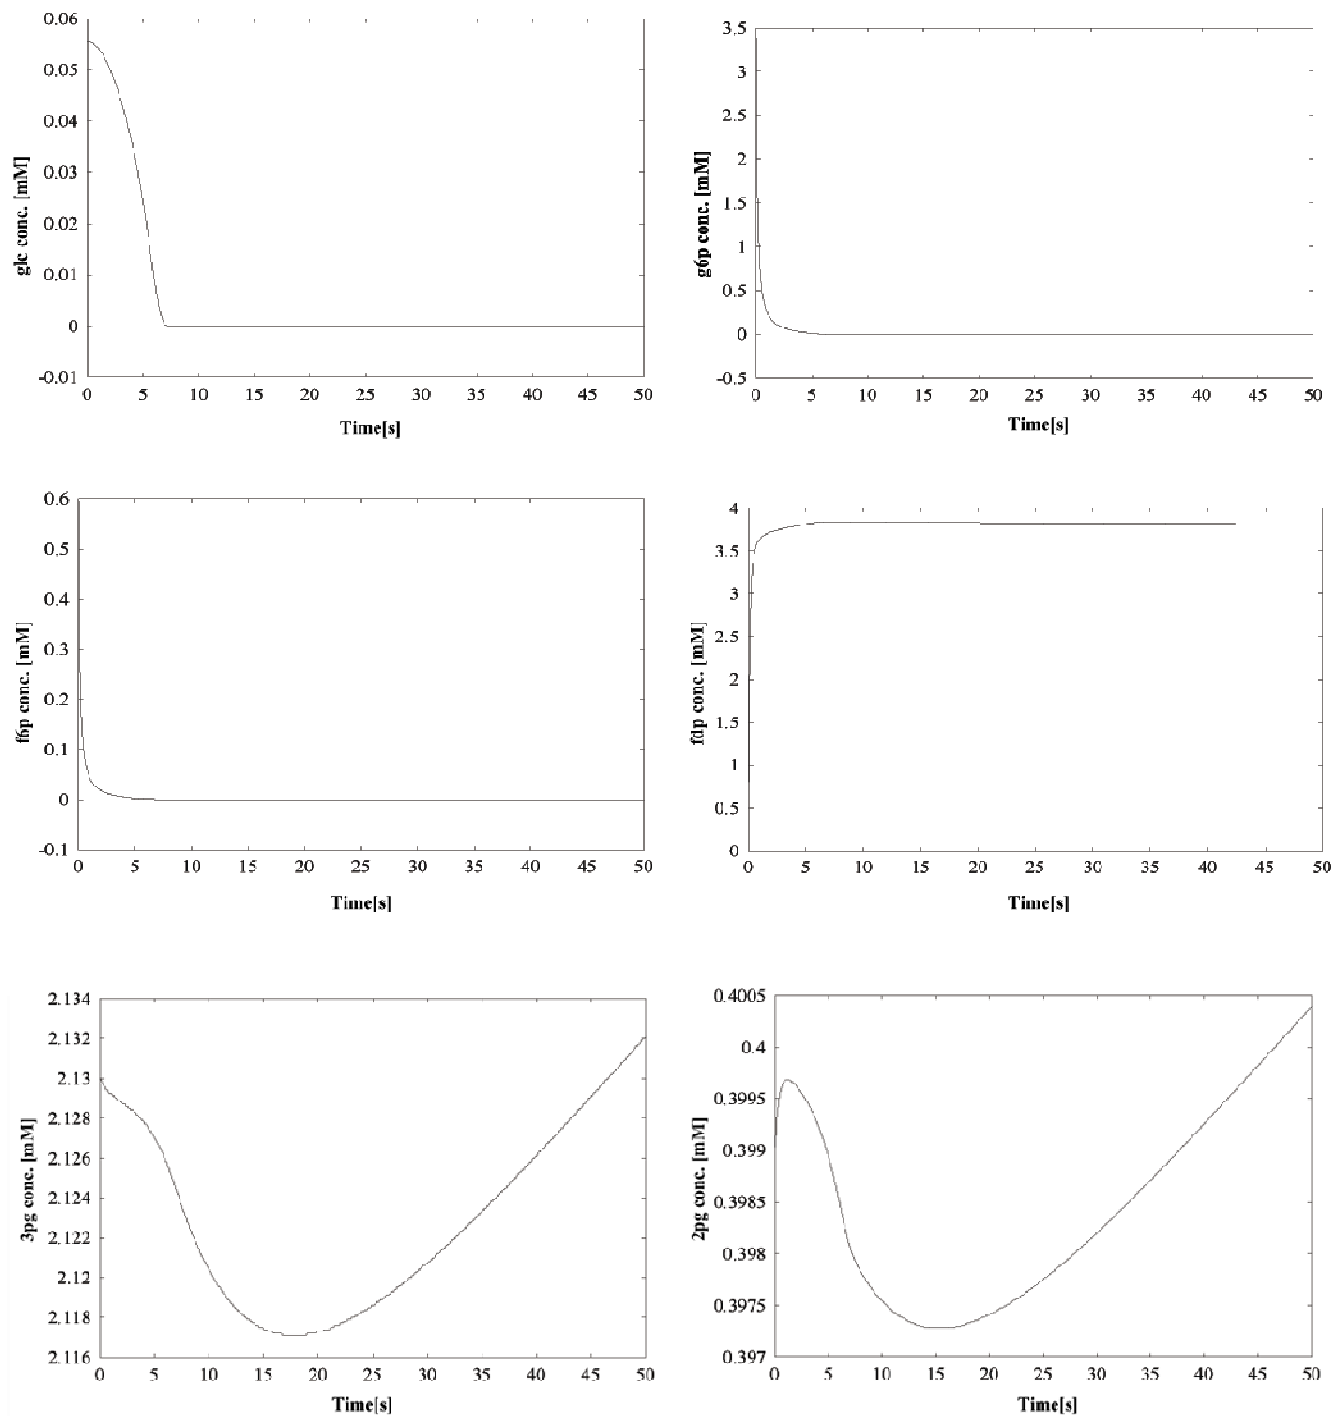 0.06
0.05
0.04
0.03
0.02
0.01
0
-0.01
glc conc. [mM]
0 5 10 15 20 25 30 35 40 45 50
Time[s]
3.5
3
2.5
2
1.5
1
0.5
0
-0.5
g6p conc. [mM]
0 5 10 15 20 25 30 35 40 45 50
Time[s]
0.6
0.5
0.4
0.3
0.2
0.1
0
-0.1
f6p conc. [mM]
0 5 10 15 20 25 30 35 40 45 50
Time[s]
4
3.5
3
2.5
2
1.5
1
0.5
0
fdp conc. [mM]
0 5 10 15 20 25 30 35 40 45 50
Time[s]
2.134
2.132
2.13
2.128
2.126
2.124
2.122
2.12
2.118
2.116
3pg conc. [mM]
0 5 10 15 20 25 30 35 40 45 50
Time[s]
0.4005
0.4
0.3995
0.399
0.3985
0.398
0.3975
0.397
2pg conc. [mM]
0 5 10 15 20 25 30 35 40 45 50
Time[s]